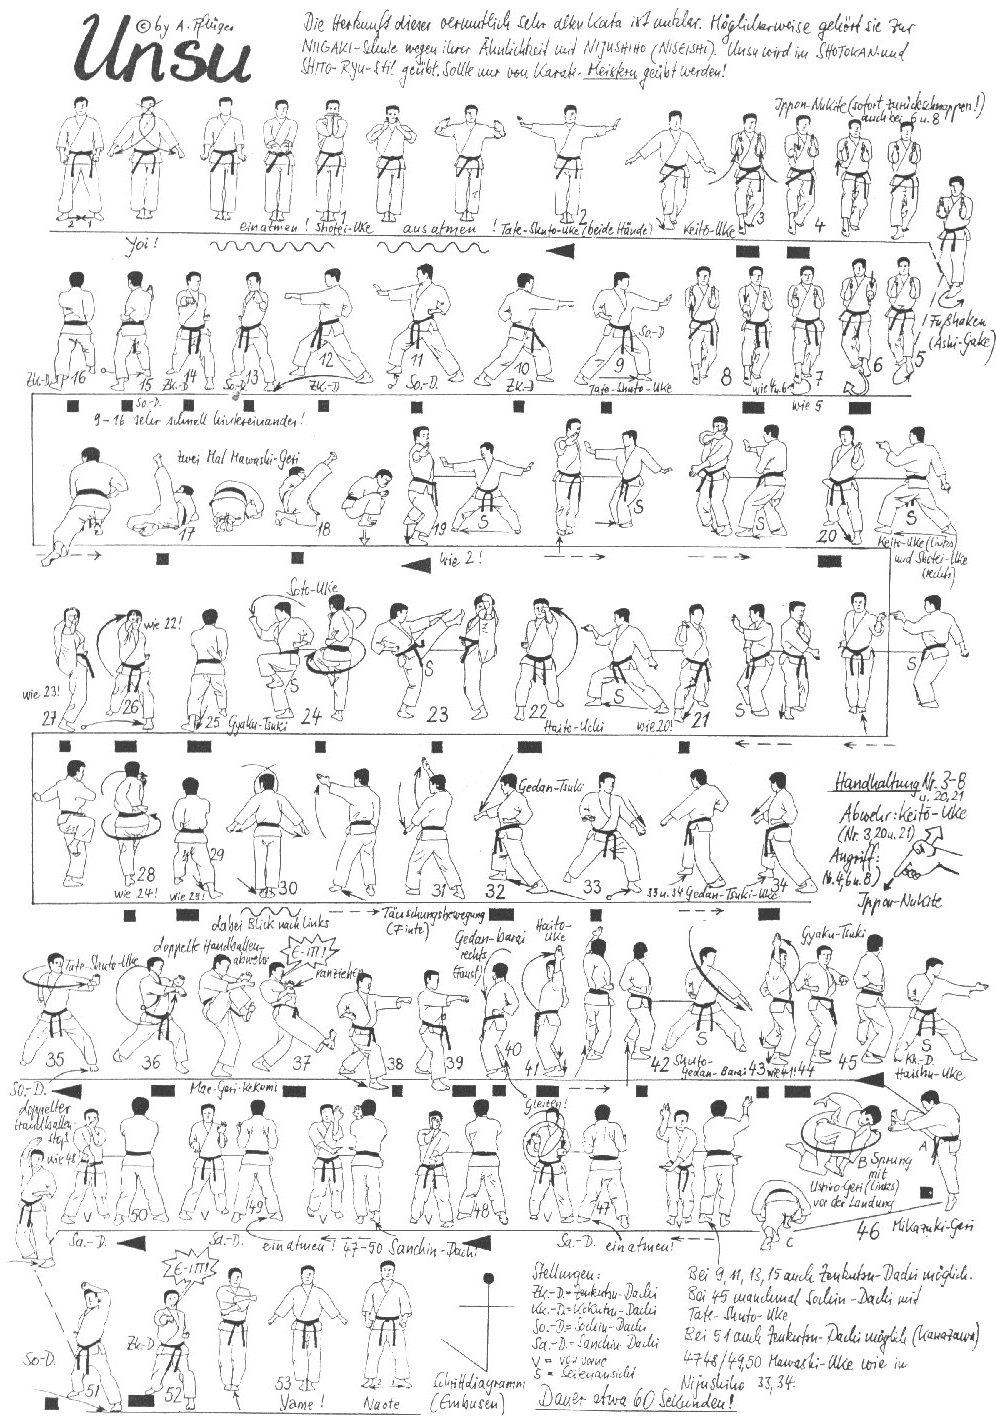 Unsu
© by A. Pflüger
Die Herkunft dieser vermutlich sehr alten Kata ist unklar. Möglicherweise gehört sie zur
NIIGAKI-Schule wegen ihrer Ähnlichkeit mit NIJUSHIHO (NISEISHI). Unsu wird im SHOTOKAN- und
SHITO-Ryu-Stil geübt. Sollte nur von Karate-Meistern geübt werden!
Ippon-Nukite (sofort zurückschnappen!)
auch bei 6 u. 8
2 1
1
2
3
4
Yoi!
einatmen!
Shotei-Uke
ausatmen!
Tate-Shuto-Uke (beide Hände)
Keito-Uke
Fußhaken
(Ashi-Gake)
Zk.-D.
16
15
Zk.-D.
14
So.-D.
13
12
Zk.-D.
11
So.-D.
10
Zk.-D.
So.-D
9
Tate-Shuto-Uke
8
wie 4 u. 6
7
wie 5
6
5
So.-D.
9-16 sehr schnell hintereinander!
zwei Mal Mawashi-Geri
17
18
19
S
S
20
S
wie 2!
Keito-Uke (links)
und Shotei-Uke
(rechts)
wie 23!
27
wie 22!
26
25
Gyaku-Tsuki
Soto-Uke
S
24
S
23
22
Haito-Uchi
S
wie 20!
21
S
S
28
wie 24!
29
wie 25!
30
31
Gedan-Tsuki
32
33
33 u. 34 Gedan-Tsuki-Uke
34
Handhaltung Nr. 3-8
u. 20, 21
Abwehr: Keito-Uke
(Nr. 3, 20 u. 21)
Angriff:
Nr. 4, 6 u. 8)
Ippon-Nukite
dabei Blick nach links
Täuschungsbewegung
(Finte)
Tate-Shuto-Uke
35
doppelte Handballen-
abwehr
36
E-IT!
ranziehen
37
38
39
Gedan-Barai
rechts
(Faust)
40
Haito-
Uke
41
42
S
Shuto-
Gedan-Barai
43
wie 41!
44
Gyaku-Tsuki
45
S
Kk.-D.
Haishu-Uke
So.-D.
Mae-Geri-Kekomi
Gleiten!
doppelter
Handballen-
stoß
wie 48
V
50
V
49
V
48
V
47
V
A
B Sprung
mit
Ushiro-Geri (links)
vor der Landung
C
46
Mikazuki-Geri
Sa.-D.
Sa.-D.
einatmen!
47-50 Sanchin-Dachi
Sa.-D.
einatmen!
So.-D.
51
E-IT!
Zk.-D.
52
53
Yame!
Naote
Schrittdiagramm
(Embusen)
Stellungen:
Zk.-D. = Zenkutsu-Dachi
Kk.-D. = Kokutsu-Dachi
So.-D. = Sochin-Dachi
Sa.-D. = Sanchin-Dachi
V = von vorne
S = Seitenansicht
Dauer etwa 60 Sekunden!
Bei 9, 11, 13, 15 auch Zenkutsu-Dachi möglich.
Bei 45 manchmal Sochin-Dachi mit
Tate-Shuto-Uke
Bei 51 auch Zenkutsu-Dachi möglich (Kanazawa)
47 48/49, 50 Mawashi-Uke wie in
Nijushiho 33, 34.